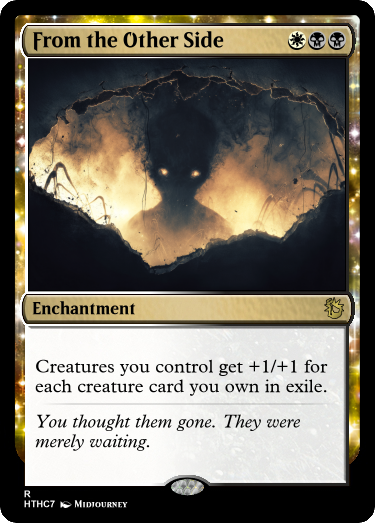 From the Other Side
Enchantment
Creatures you control get +1/+1 for
each creature card you own in exile.
You thought them gone. They were
merely waiting.
R
HTHC7 Midjourney